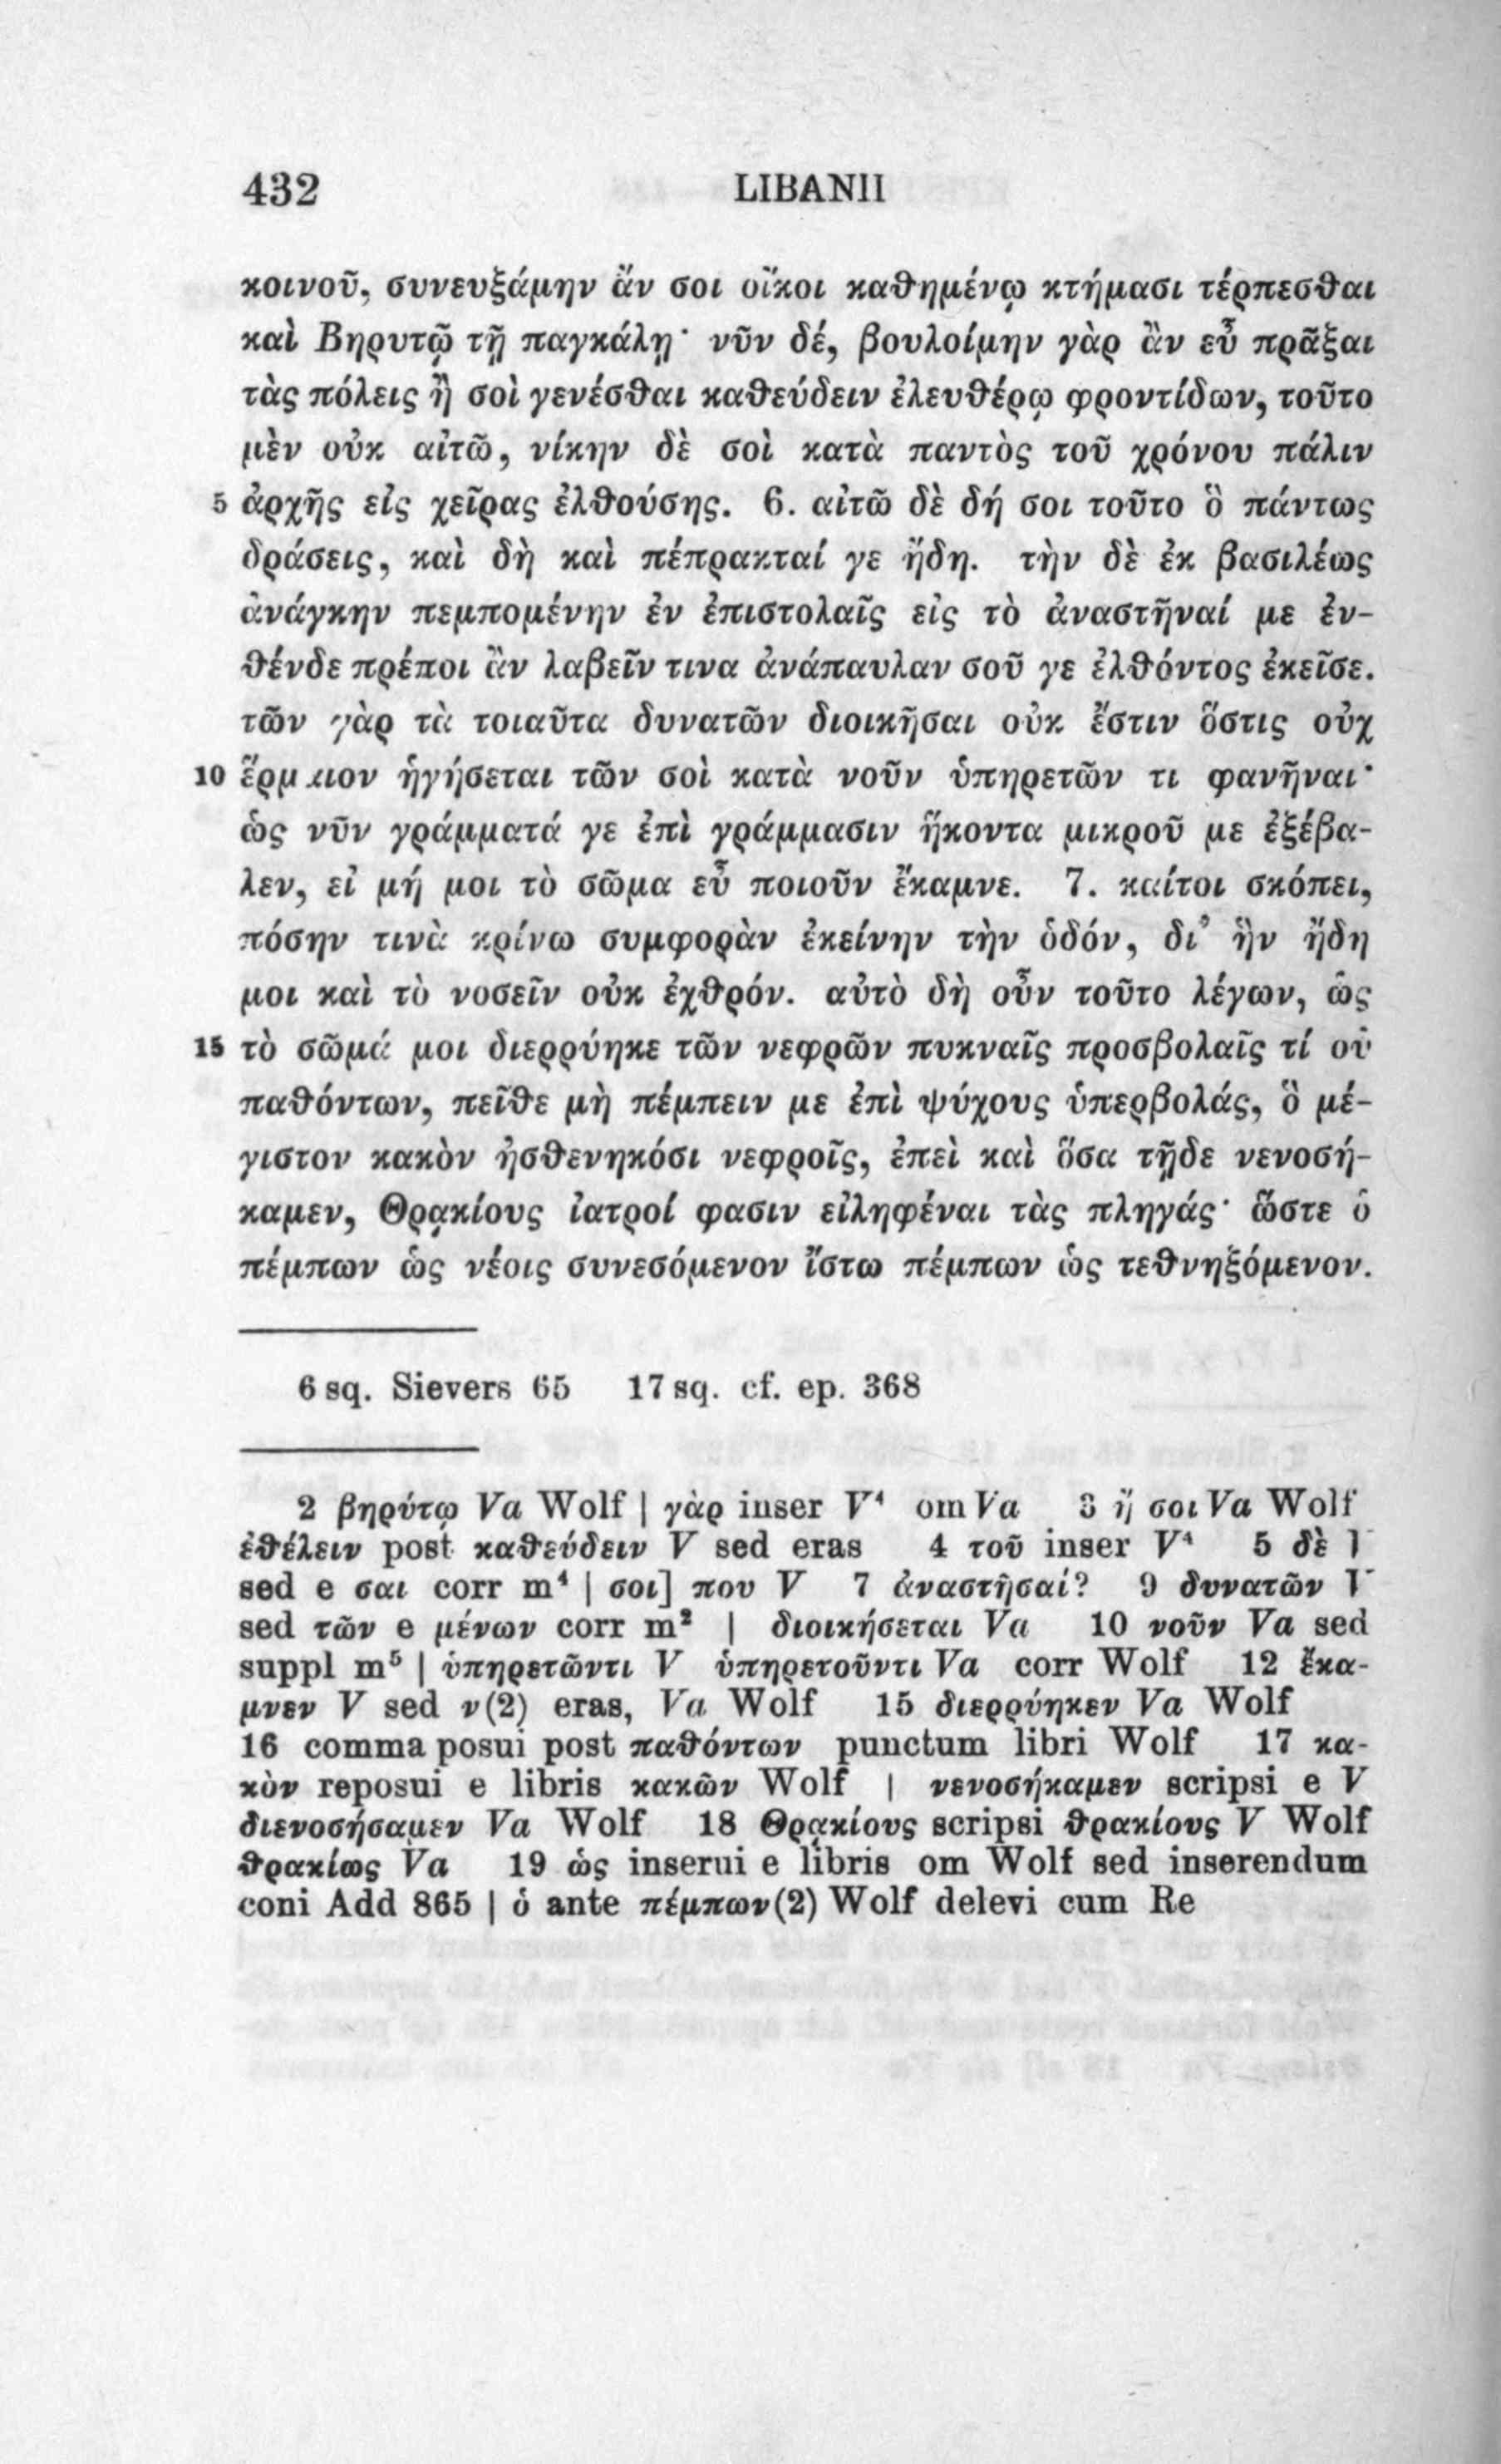 432 LIBANII
κοινοῦ, συνευξάμην ἄν σοι οἴκοι καθημένῳ κτήμασι τέρπεσθαι
καὶ Βηρυτῷ τῇ παγκάλῃ· νῦν δέ, βουλοίμην γὰρ ἂν εὖ πρᾶξαι
τὰς πόλεις ἢ σοὶ γενέσθαι καθεύδειν ἐλευθέρῳ φροντίδων, τοῦτο
μὲν οὐκ αἰτῶ, νίκην δὲ σοὶ κατὰ παντὸς τοῦ χρόνου πάλιν
5 ἀρχῆς εἰς χεῖρας ἐλθούσης. 6. αἰτῶ δὲ δή σοι τοῦτο ὃ πάντως
δράσεις, καὶ δὴ καὶ πέπρακταί γε ἤδη. τὴν δὲ ἐκ βασιλέως
ἀνάγκην πεμπομένην ἐν ἐπιστολαῖς εἰς τὸ ἀναστῆναί με ἐν-
θένδε πρέποι ἂν λαβεῖν τινα ἀνάπαυλαν σοῦ γε ἐλθόντος ἐκεῖσε.
τῶν γὰρ τὰ τοιαῦτα δυνατῶν διοικῆσαι οὐκ ἔστιν ὅστις οὐχ
10 ἕρμαιον ἡγήσεται τῶν σοὶ κατὰ νοῦν ὑπηρετῶν τι φανῆναι·
ὡς νῦν γράμματά γε ἐπὶ γράμμασιν ἥκοντα μικροῦ με ἐξέβα-
λεν, εἰ μή μοι τὸ σῶμα εὖ ποιοῦν ἔκαμνε. 7. καίτοι σκόπει,
πόσην τινὰ κρίνω συμφορὰν ἐκείνην τὴν ὁδόν, δι’ ἣν ἤδη
μοι καὶ τὸ νοσεῖν οὐκ ἐχθρόν. αὐτὸ δὴ οὖν τοῦτο λέγων, ὡς
15 τὸ σῶμά μοι διερρύηκε τῶν νεφρῶν πυκναῖς προσβολαῖς τί οὐ
παθόντων, πεῖθε μὴ πέμπειν με ἐπὶ ψύχους ὑπερβολάς, ὃ μέ-
γιστον κακὸν ἠσθενηκόσι νεφροῖς, ἐπεὶ καὶ ὅσα τῇδε νενοσή-
καμεν, Θρᾳκίους ἰατροί φασιν εἰληφέναι τὰς πληγάς· ὥστε ὁ
πέμπων ὡς νέοις συνεσόμενον ἴστω πέμπων ὡς τεθνηξόμενον.
6 sq. Sievers 65 17 sq. cf. ep. 368
2 βηρύτῳ Va Wolf | γὰρ inser V⁴ om Va 3 ἤ σοι Va Wolf
ἐθέλειν post καθεύδειν V sed eras 4 τοῦ inser V⁴ 5 δὲ V
sed e σαι corr m⁴ | σοι] που V 7 ἀναστῆσαί? 9 δυνατῶν V
sed τῶν e μένων corr m² | διοικήσεται Va 10 νοῦν Va sed
suppl m⁵ | ὑπηρετῶντι V ὑπηρετοῦντι Va corr Wolf 12 ἔκα-
μνεν V sed ν(2) eras, Va Wolf 15 διερρύηκεν Va Wolf
16 comma posui post παθόντων punctum libri Wolf 17 κα-
κὸν reposui e libris κακῶν Wolf | νενοσήκαμεν scripsi e V
διενοσήσαμεν Va Wolf 18 Θρᾳκίους scripsi θρακίους V Wolf
θρακίως Va 19 ὡς inserui e libris om Wolf sed inserendum
coni Add 865 | ὁ ante πέμπων(2) Wolf delevi cum Re